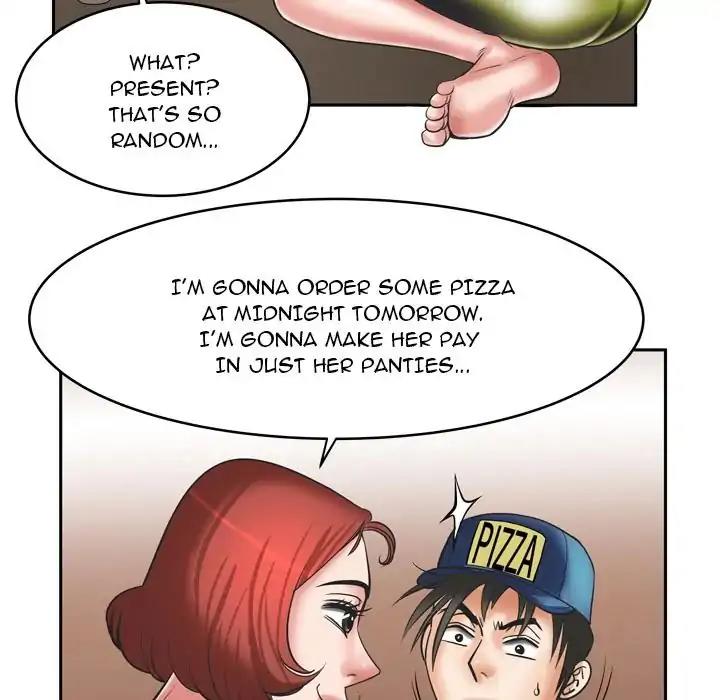 WHAT?
PRESENT?
THAT'S SO
RANDOM...
I'M GONNA ORDER SOME PIZZA
AT MIDNIGHT TOMORROW.
I'M GONNA MAKE HER PAY
IN JUST HER PANTIES...
PIZZA